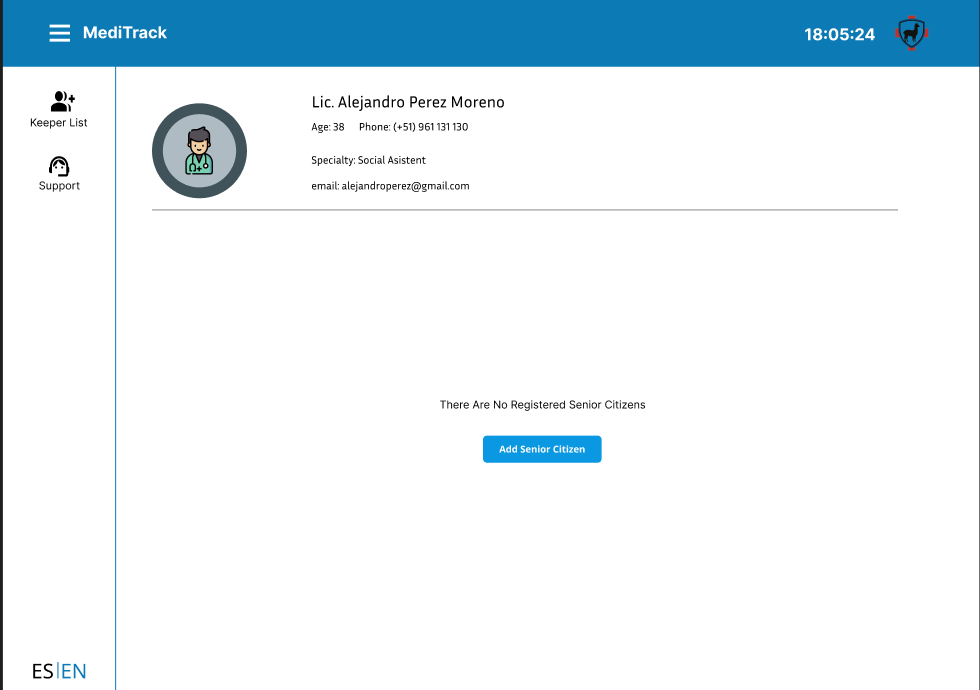 MediTrack
18:05:24
Keeper List
Support
Lic. Alejandro Perez Moreno
Age: 38 Phone: (+51) 961 131 130
Specialty: Social Asistent
email: alejandroperez@gmail.com
There Are No Registered Senior Citizens
Add Senior Citizen
ES|EN